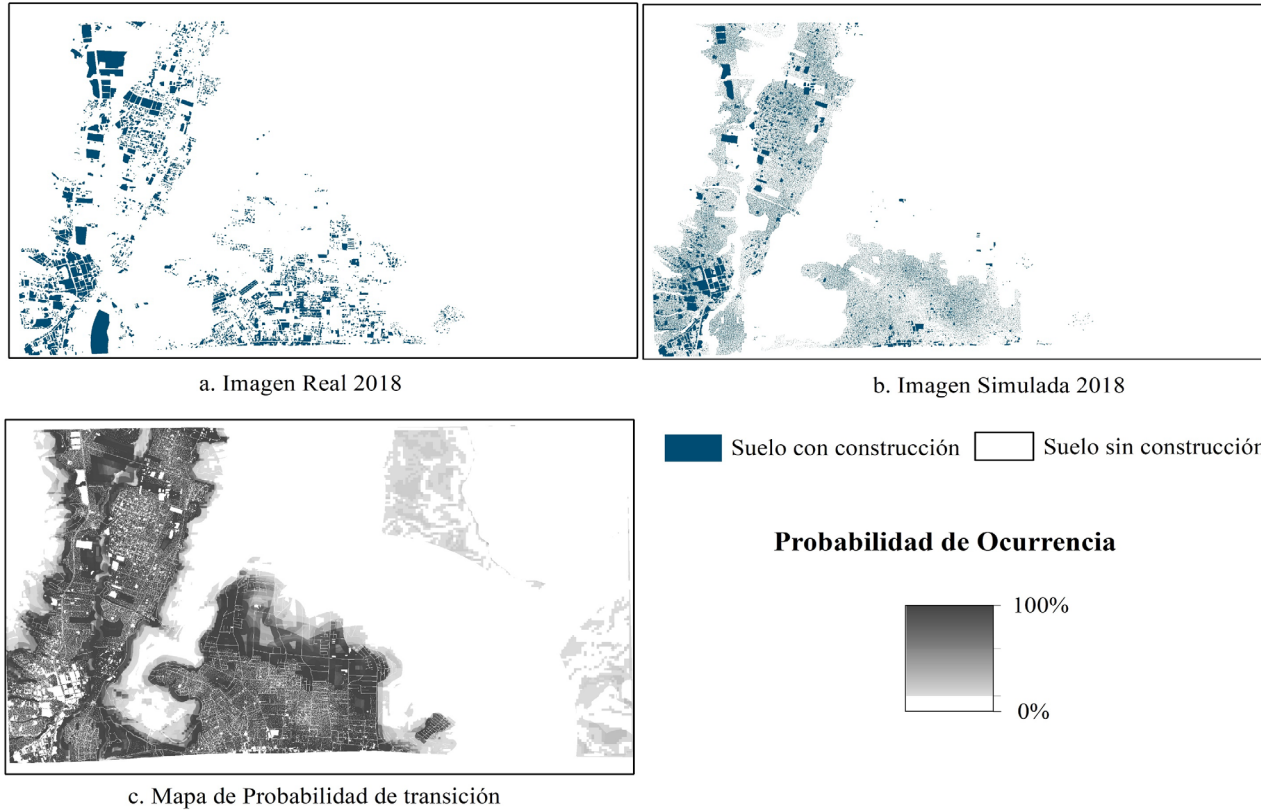 a. Imagen Real 2018
b. Imagen Simulada 2018
Suelo con construcción
Suelo sin construcción
Probabilidad de Ocurrencia
100%
0%
c. Mapa de Probabilidad de transición